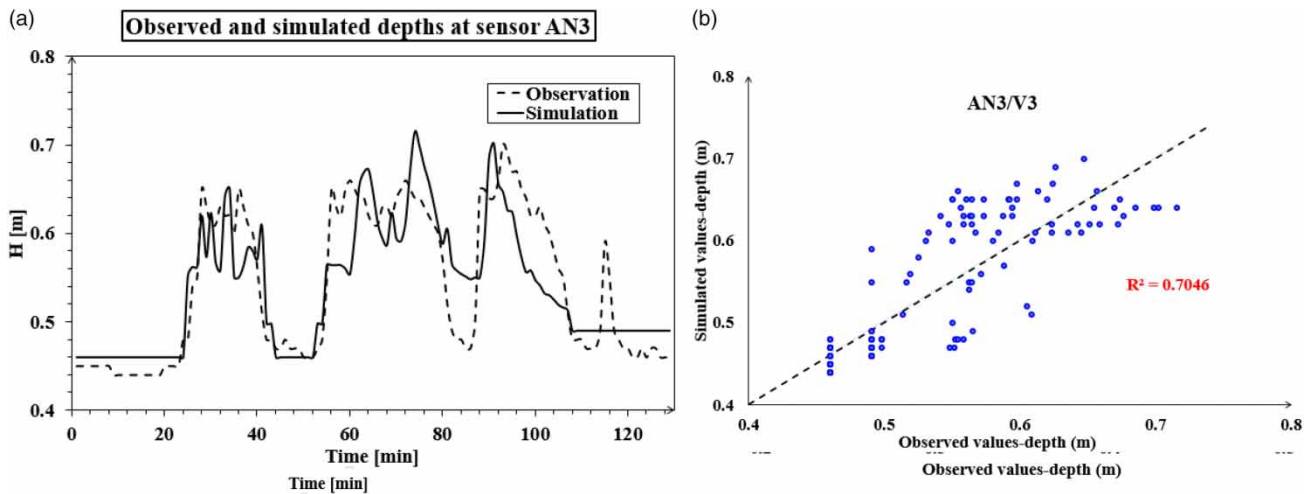 (a)
Observed and simulated depths at sensor AN3
0.8
0.7
0.6
0.5
0.4
H [m]
Observation
Simulation
0 20 40 60 80 100 120
Time [min]
Time [min]
(b)
AN3/V3
0.8
0.7
0.6
0.5
0.4
Simulated values-depth (m)
R² = 0.7046
0.4 0.5 0.6 0.7 0.8
Observed values-depth (m)
Observed values-depth (m)